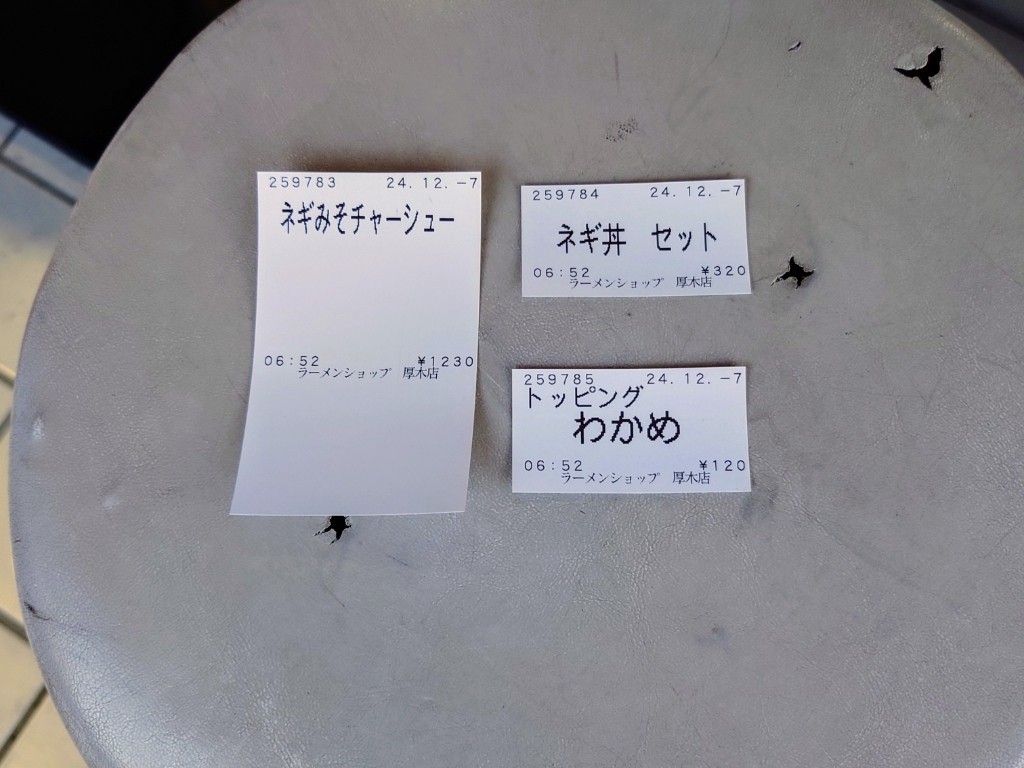 259783 24.12.-7
ネギみそチャーシュー
06:52 ¥1230
ラーメンショップ 厚木店
259784 24.12.-7
ネギ丼 セット
06:52 ¥320
ラーメンショップ 厚木店
259785 24.12.-7
トッピング
わかめ
06:52 ¥120
ラーメンショップ 厚木店